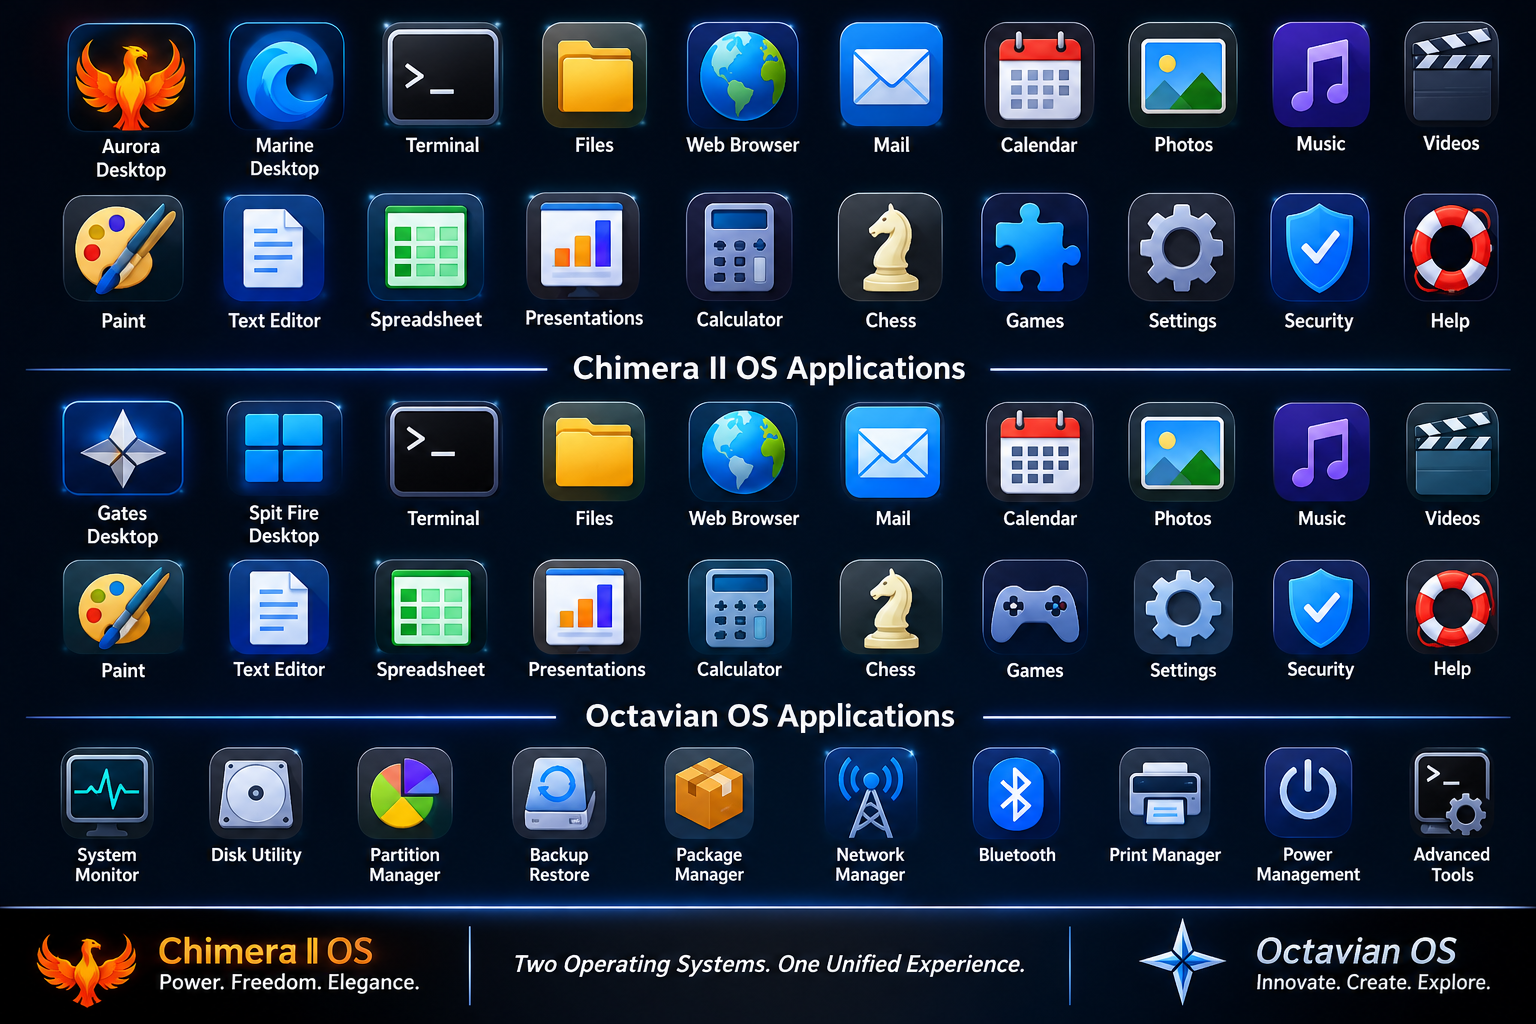 Aurora
Desktop
Marine
Desktop
>_
Terminal
Files
Web Browser
Mail
Calendar
Photos
Music
Videos
Paint
Text Editor
Spreadsheet
Presentations
Calculator
Chess
Games
Settings
Security
Help
Chimera II OS Applications
Gates
Desktop
Spit Fire
Desktop
>_
Terminal
Files
Web Browser
Mail
Calendar
Photos
Music
Videos
Paint
Text Editor
Spreadsheet
Presentations
Calculator
Chess
Games
Settings
Security
Help
Octavian OS Applications
System
Monitor
Disk Utility
Partition
Manager
Backup
Restore
Package
Manager
Network
Manager
Bluetooth
Print Manager
Power
Management
>_
Advanced
Tools
Chimera II OS
Power. Freedom. Elegance.
Two Operating Systems. One Unified Experience.
Octavian OS
Innovate. Create. Explore.